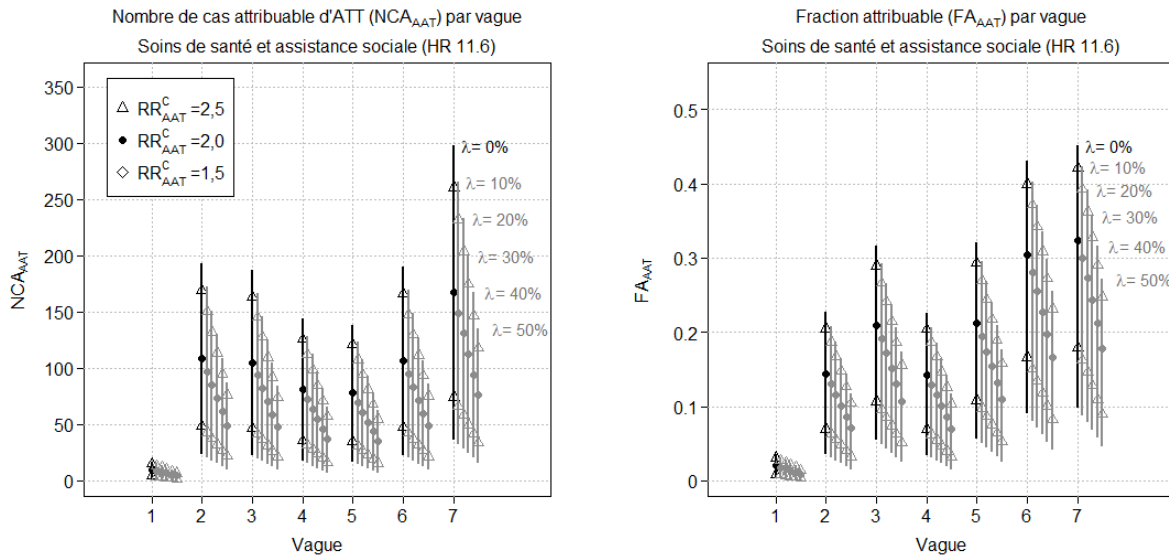 Nombre de cas attribuable d'ATT (NCA_AAT) par vague
Soins de santé et assistance sociale (HR 11.6)
NCA_AAT
350
300
250
200
150
100
50
0
△ RR^C_AAT =2,5
● RR^C_AAT =2,0
◇ RR^C_AAT =1,5
λ= 0%
λ= 10%
λ= 20%
λ= 30%
λ= 40%
λ= 50%
1 2 3 4 5 6 7
Vague
Fraction attribuable (FA_AAT) par vague
Soins de santé et assistance sociale (HR 11.6)
FA_AAT
0.5
0.4
0.3
0.2
0.1
0
λ= 0%
λ= 10%
λ= 20%
λ= 30%
λ= 40%
λ= 50%
1 2 3 4 5 6 7
Vague